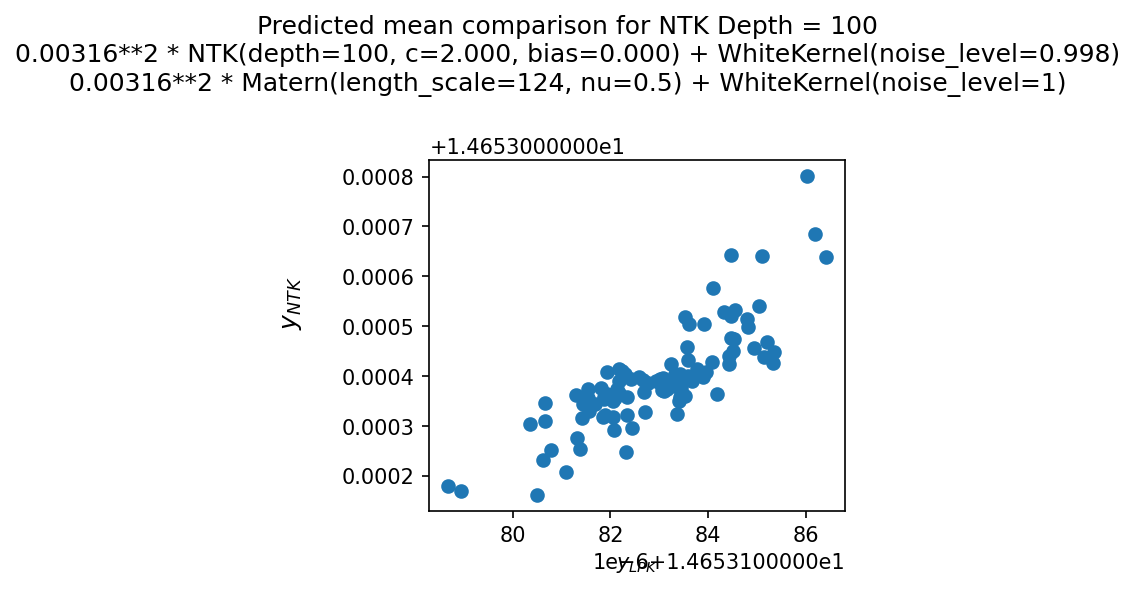 Predicted mean comparison for NTK Depth = 100
0.00316**2 * NTK(depth=100, c=2.000, bias=0.000) + WhiteKernel(noise_level=0.998)
0.00316**2 * Matern(length_scale=124, nu=0.5) + WhiteKernel(noise_level=1)
+1.4653000000e1
0.0008
0.0007
0.0006
0.0005
0.0004
0.0003
0.0002
y_NTK
80 82 84 86
1e-6+1.4653100000e1